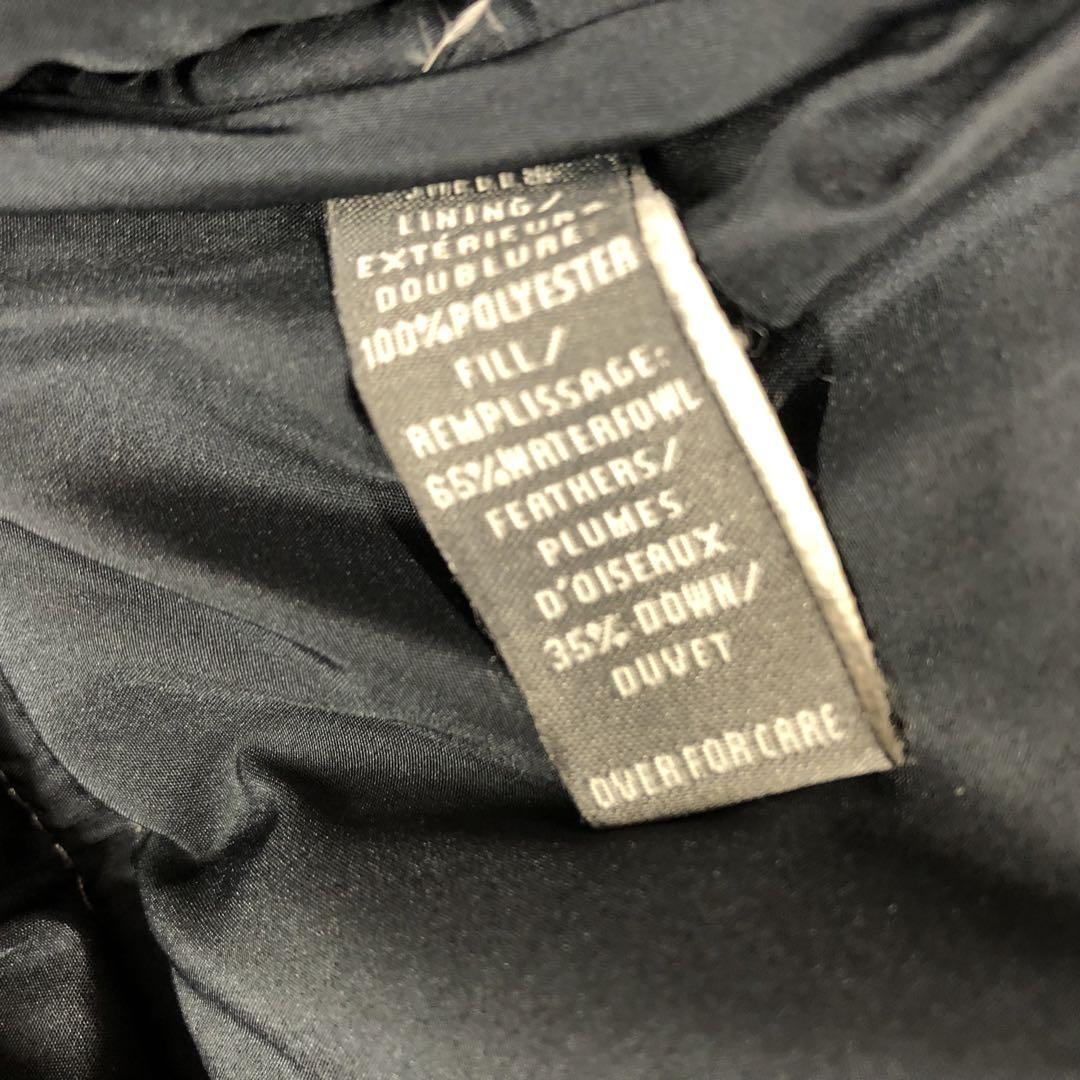 LINING/
EXTÉRIEUR-
DOUBLURE
100%POLYESTER
FILL/
REMPLISSAGE:
65%WATERFOWL
FEATHERS/
PLUMES
D'OISEAUX
35% DOWN/
DUVET
OVER FOR CARE